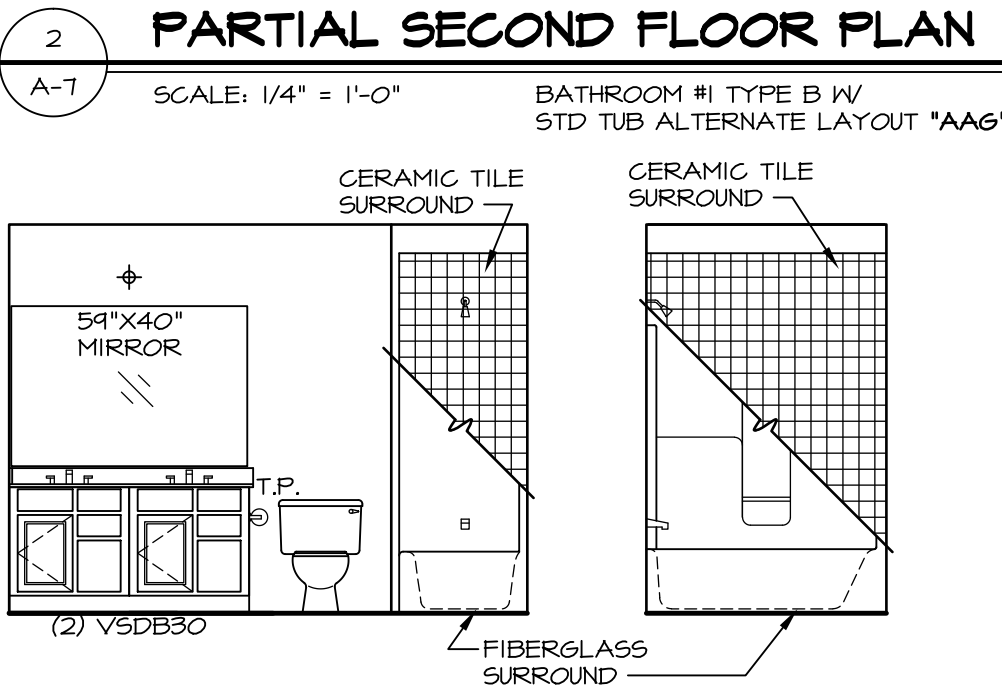 2
PARTIAL SECOND FLOOR PLAN
A-7
SCALE: 1/4" = 1'-0"
BATHROOM #1 TYPE B W/
STD TUB ALTERNATE LAYOUT "AAG"
CERAMIC TILE
SURROUND
CERAMIC TILE
SURROUND
59"X40"
MIRROR
T.P.
(2) VSDB30
FIBERGLASS
SURROUND